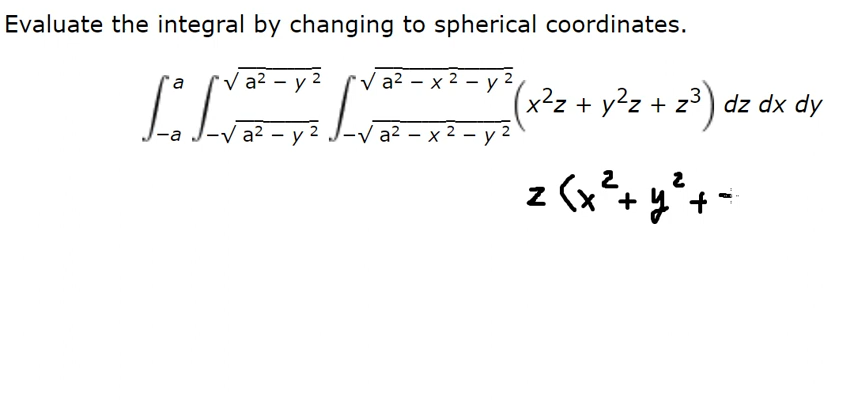 Evaluate the integral by changing to spherical coordinates.
∫_{-a}^{a} ∫_{-√(a² − y²)}^{√(a² − y²)} ∫_{-√(a² − x² − y²)}^{√(a² − x² − y²)} (x²z + y²z + z³) dz dx dy
z (x² + y² +